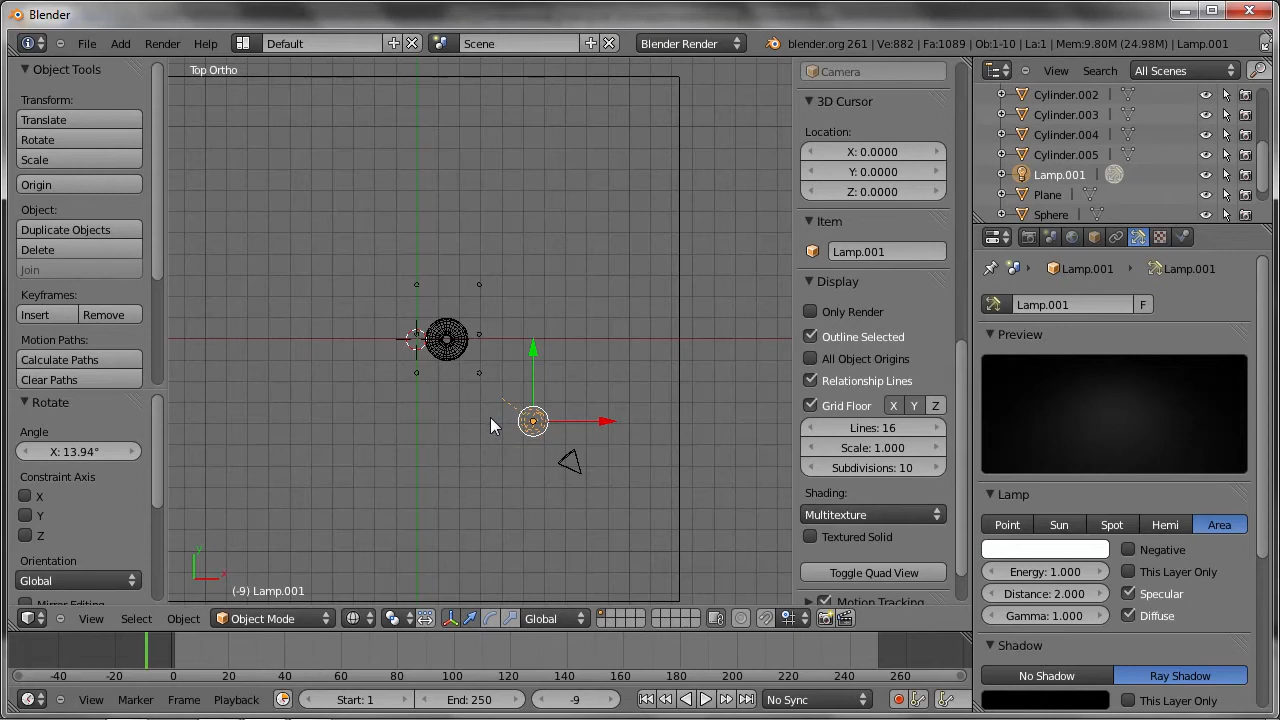 Blender
File Add Render Help Default Scene Blender Render blender.org 261 | Ve:882 | Fa:1089 | Ob:1-10 | La:1 | Mem:9.80M (24.98M) | Lamp.001
Object Tools
Transform:
Translate
Rotate
Scale
Origin
Object:
Duplicate Objects
Delete
Join
Keyframes:
Insert Remove
Motion Paths:
Calculate Paths
Clear Paths
Rotate
Angle
X: 13.94°
Constraint Axis
X
Y
Z
Orientation
Global
Top Ortho
y
x
(-9) Lamp.001
Camera
3D Cursor
Location:
X: 0.0000
Y: 0.0000
Z: 0.0000
Item
Lamp.001
Display
Only Render
Outline Selected
All Object Origins
Relationship Lines
Grid Floor X Y Z
Lines: 16
Scale: 1.000
Subdivisions: 10
Shading:
Multitexture
Textured Solid
Toggle Quad View
Motion Tracking
View Search All Scenes
Cylinder.002
Cylinder.003
Cylinder.004
Cylinder.005
Lamp.001
Plane
Sphere
Lamp.001 Lamp.001
Lamp.001 F
Preview
Lamp
Point Sun Spot Hemi Area
Negative
Energy: 1.000 This Layer Only
Distance: 2.000 Specular
Gamma: 1.000 Diffuse
Shadow
No Shadow Ray Shadow
This Layer Only
View Select Object Object Mode Global
-40 -20 0 20 40 60 80 100 120 140 160 180 200 220 240 260
View Marker Frame Playback Start: 1 End: 250 -9 No Sync